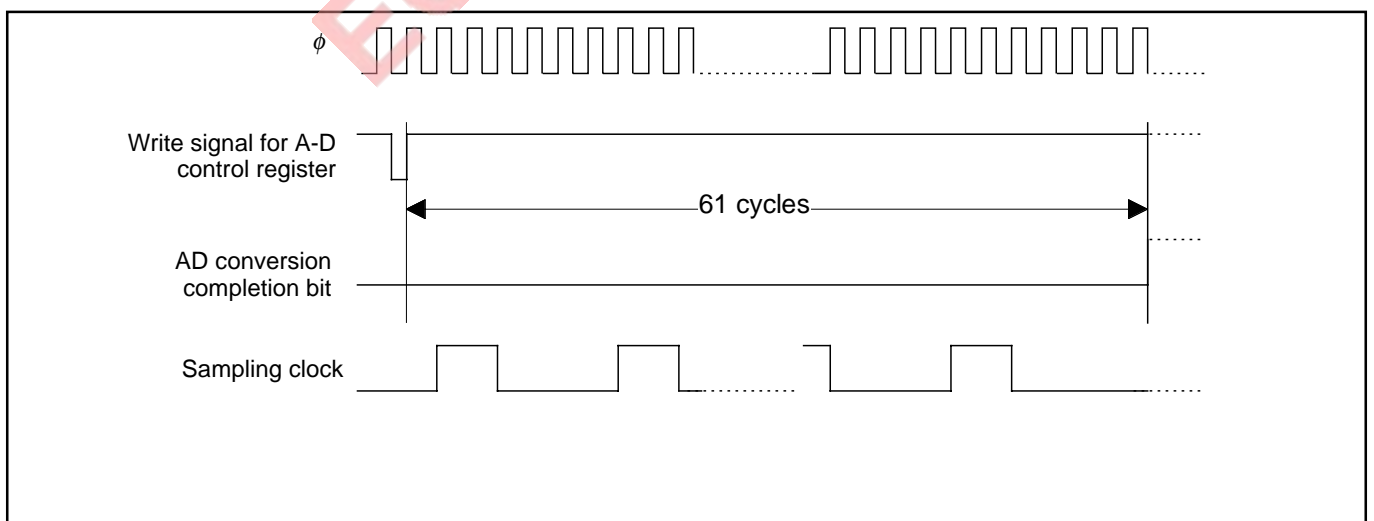 ϕ
Write signal for A-D
control register
61 cycles
AD conversion
completion bit
Sampling clock